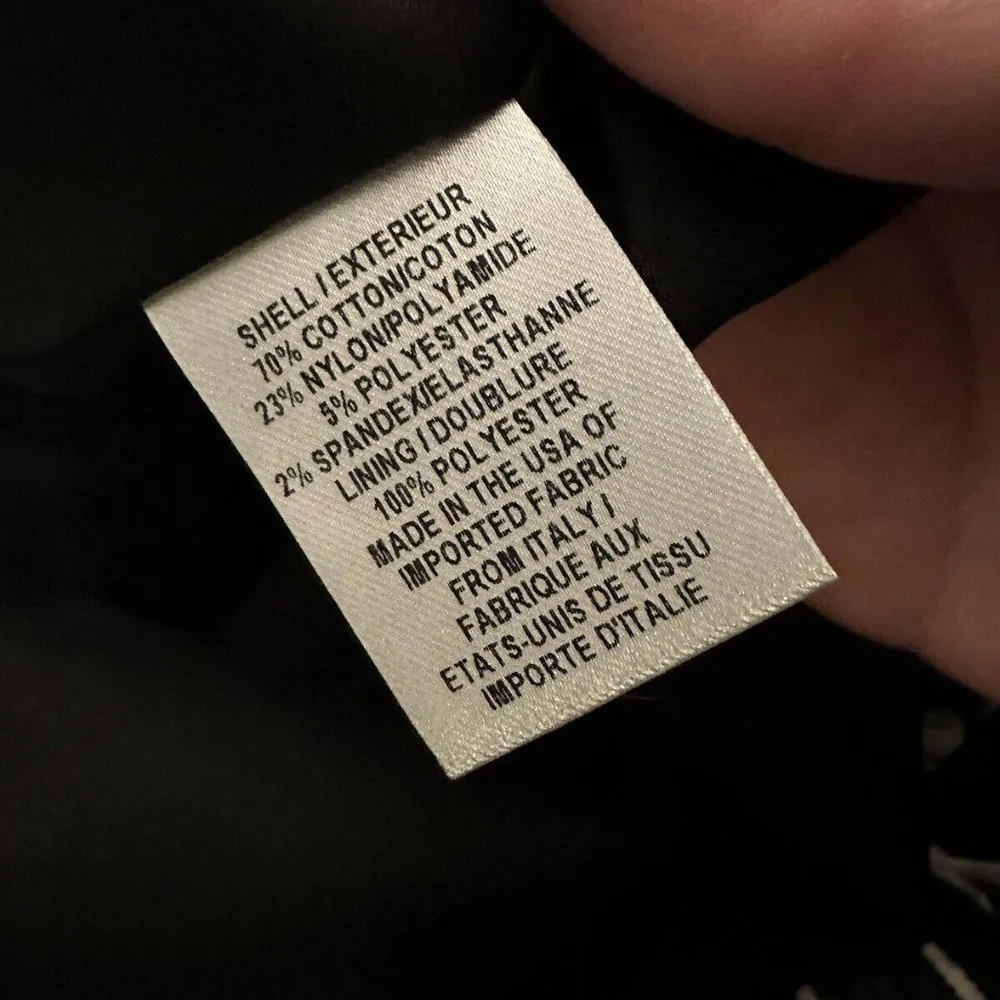 SHELL / EXTERIEUR
70% COTTON/COTON
23% NYLON/POLYAMIDE
5% POLYESTER
2% SPANDEX/ELASTHANNE
LINING / DOUBLURE
100% POLYESTER
MADE IN THE USA OF
IMPORTED FABRIC
FROM ITALY /
FABRIQUE AUX
ETATS-UNIS DE TISSU
IMPORTE D'ITALIE